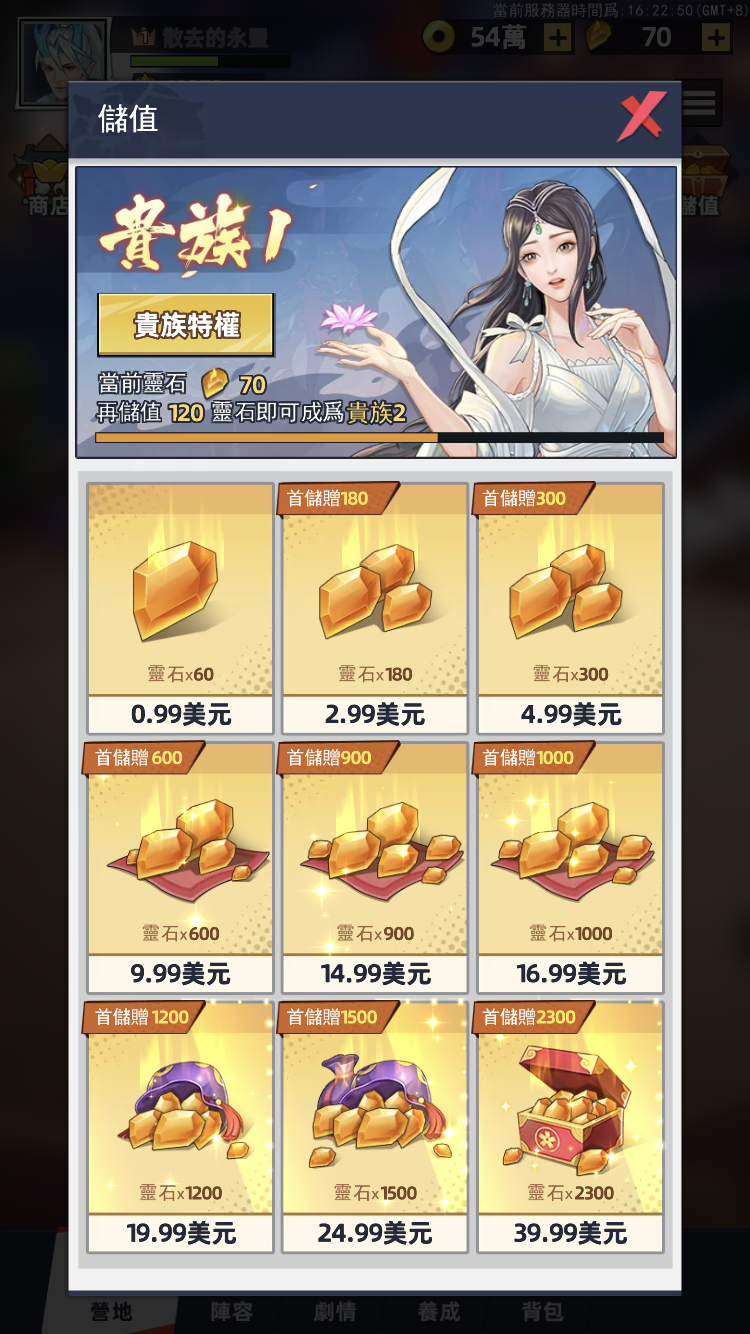 當前服務器時間爲:16:22:50(GMT+8)
散去的永豐
54萬
70
儲值
商店
儲值
貴族1
貴族特權
當前靈石 70
再儲值 120 靈石即可成爲貴族2
首儲贈180
首儲贈300
靈石x60
靈石x180
靈石x300
0.99美元
2.99美元
4.99美元
首儲贈600
首儲贈900
首儲贈1000
靈石x600
靈石x900
靈石x1000
9.99美元
14.99美元
16.99美元
首儲贈1200
首儲贈1500
首儲贈2300
靈石x1200
靈石x1500
靈石x2300
19.99美元
24.99美元
39.99美元
營地
陣容
劇情
養成
背包